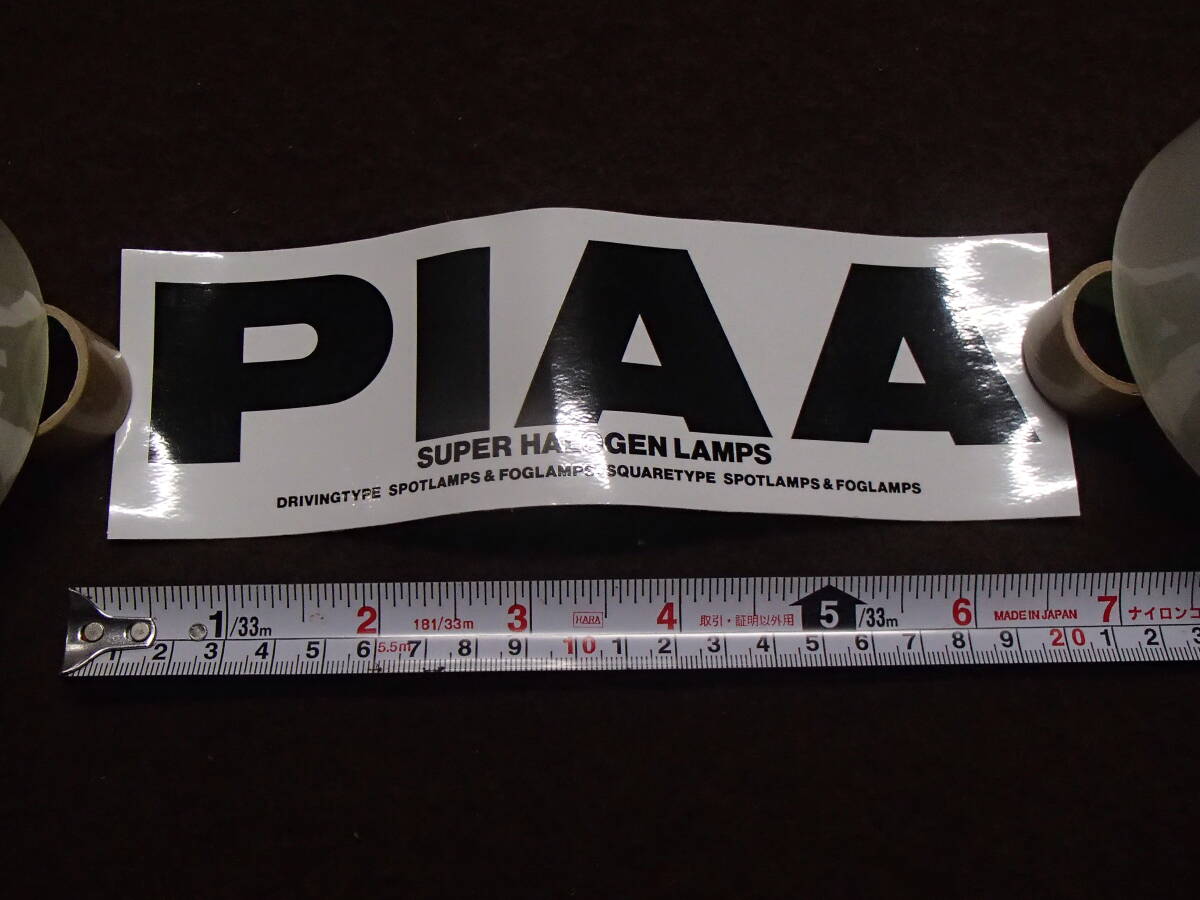 PIAA
SUPER HALOGEN LAMPS
DRIVINGTYPE SPOTLAMPS & FOGLAMPS SQUARETYPE SPOTLAMPS & FOGLAMPS
1 /33m 2 181/33m 3 HARA 4 取引・証明以外用 5 /33m 6 MADE IN JAPAN 7 ナイロンコ
1 2 3 4 5 6 5.5m 7 8 9 10 1 2 3 4 5 6 7 8 9 20 1 2 3